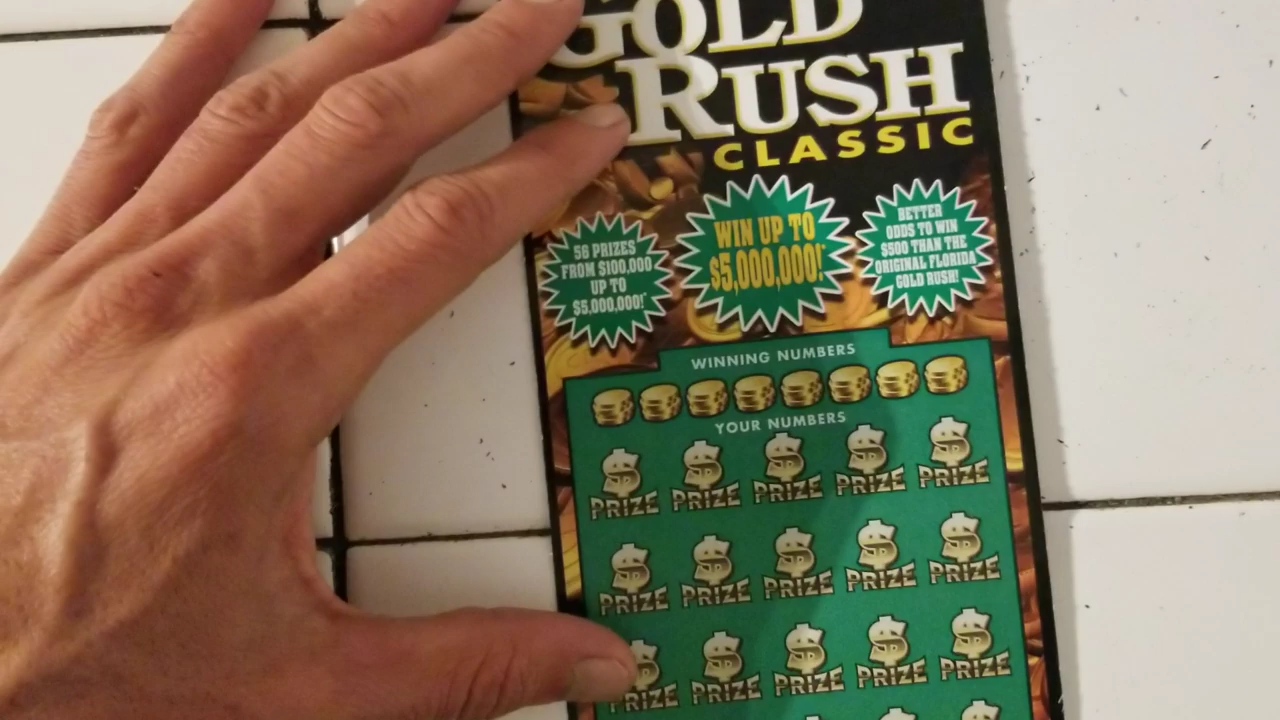 GOLD
RUSH
CLASSIC
56 PRIZES
FROM $100,000
UP TO
$5,000,000!*
WIN UP TO
$5,000,000!*
BETTER
ODDS TO WIN
$500 THAN THE
ORIGINAL FLORIDA
GOLD RUSH!
WINNING NUMBERS
YOUR NUMBERS
PRIZE PRIZE PRIZE PRIZE PRIZE
PRIZE PRIZE PRIZE PRIZE PRIZE
PRIZE PRIZE PRIZE PRIZE PRIZE